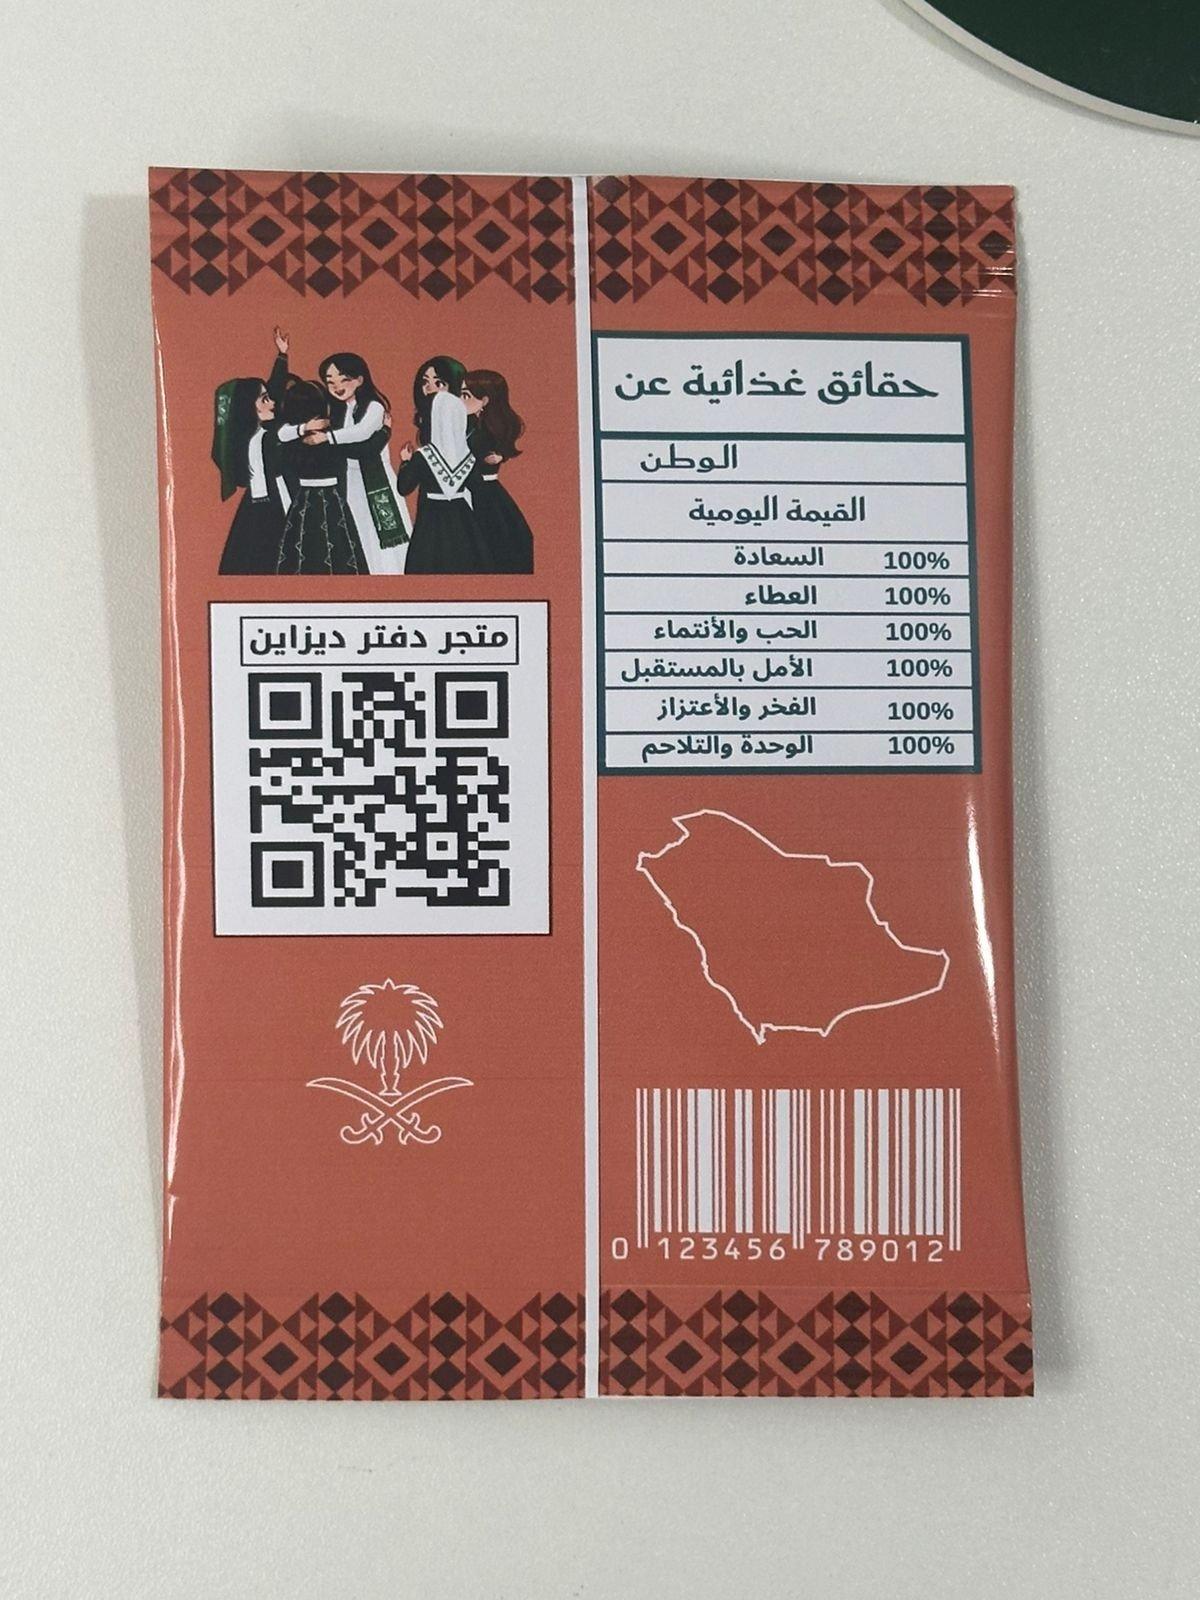 حقائق غذائية عن
الوطن
القيمة اليومية
السعادة 100%
العطاء 100%
الحب والأنتماء 100%
الأمل بالمستقبل 100%
الفخر والأعتزاز 100%
الوحدة والتلاحم 100%
0 123456 789012
متجر دفتر ديزاين